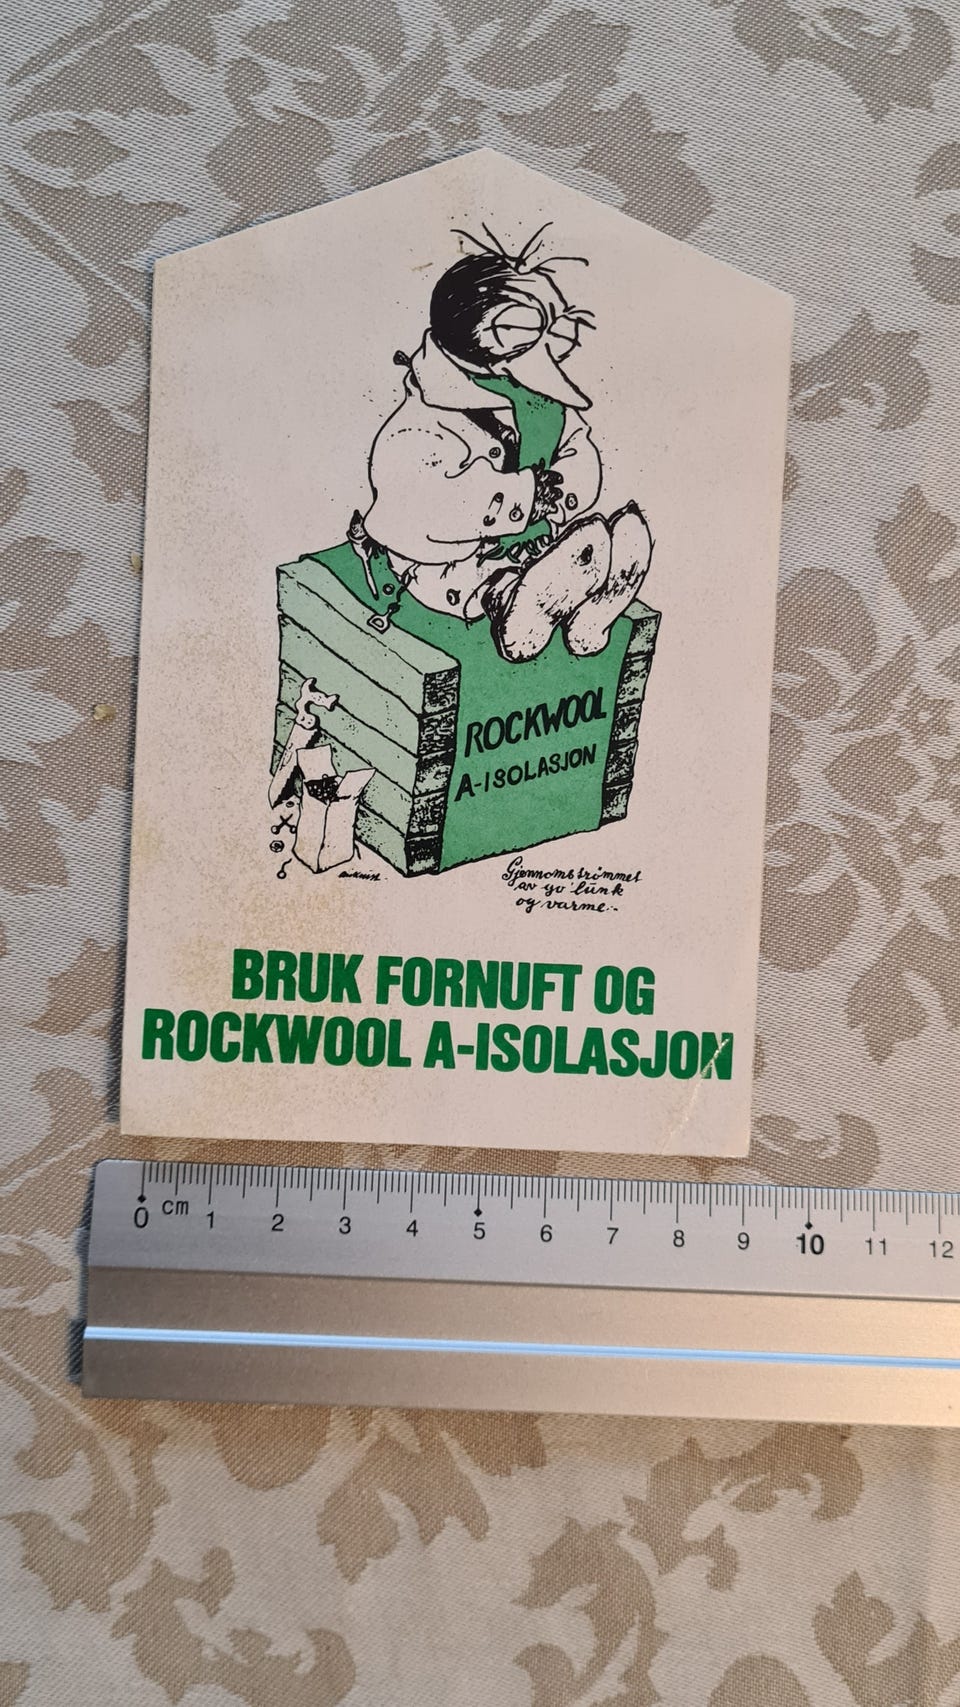 ROCKWOOL
A-ISOLASJON
Gjennomstrømmet
av go' lunk
og varme..
BRUK FORNUFT OG
ROCKWOOL A-ISOLASJON
0 cm 1 2 3 4 5 6 7 8 9 10 11 12